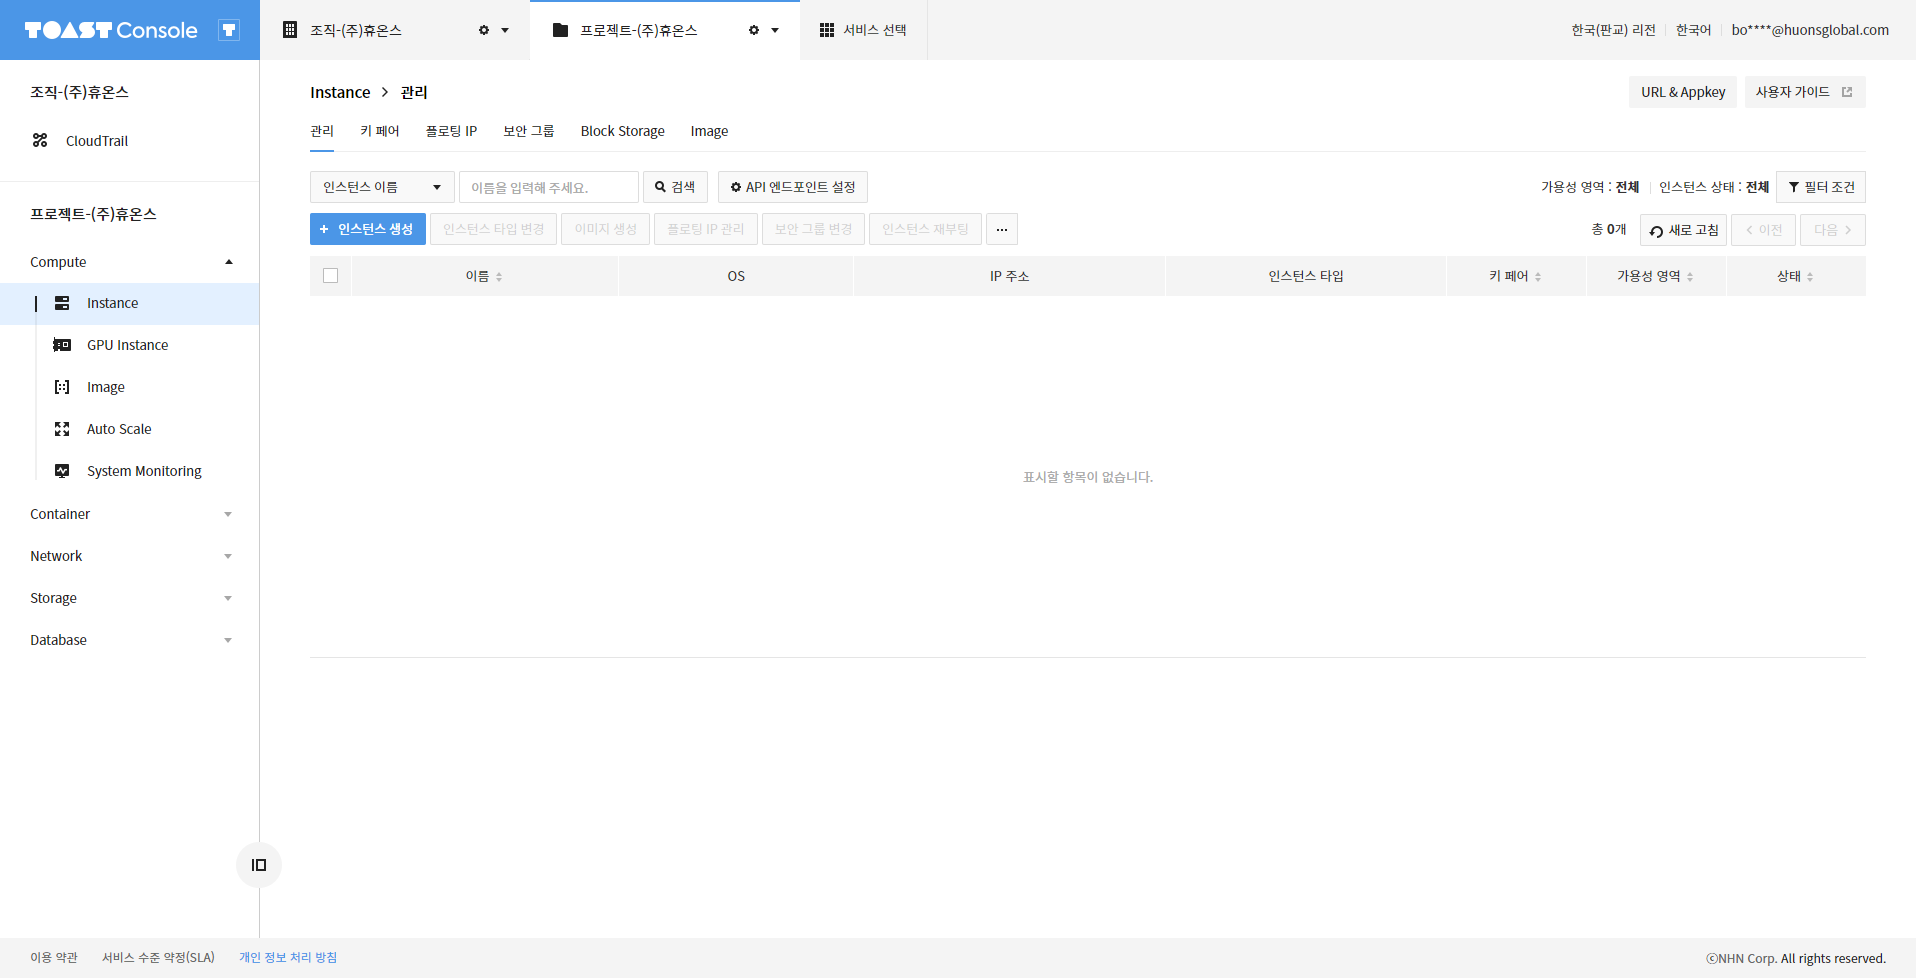 TOAST Console
조직-(주)휴온스
프로젝트-(주)휴온스
서비스 선택
한국(판교) 리전
한국어
bo****@huonsglobal.com
조직-(주)휴온스
CloudTrail
프로젝트-(주)휴온스
Compute
Instance
GPU Instance
Image
Auto Scale
System Monitoring
Container
Network
Storage
Database
Instance > 관리
URL & Appkey
사용자 가이드
관리 키 페어 플로팅 IP 보안 그룹 Block Storage Image
인스턴스 이름 이름을 입력해 주세요. 검색 API 엔드포인트 설정
가용성 영역 : 전체 인스턴스 상태 : 전체 필터 조건
+ 인스턴스 생성 인스턴스 타입 변경 이미지 생성 플로팅 IP 관리 보안 그룹 변경 인스턴스 재부팅 ...
총 0개 새로 고침 < 이전 다음 >
이름 OS IP 주소 인스턴스 타입 키 페어 가용성 영역 상태
표시할 항목이 없습니다.
이용 약관 서비스 수준 약정(SLA) 개인 정보 처리 방침
ⓒNHN Corp. All rights reserved.